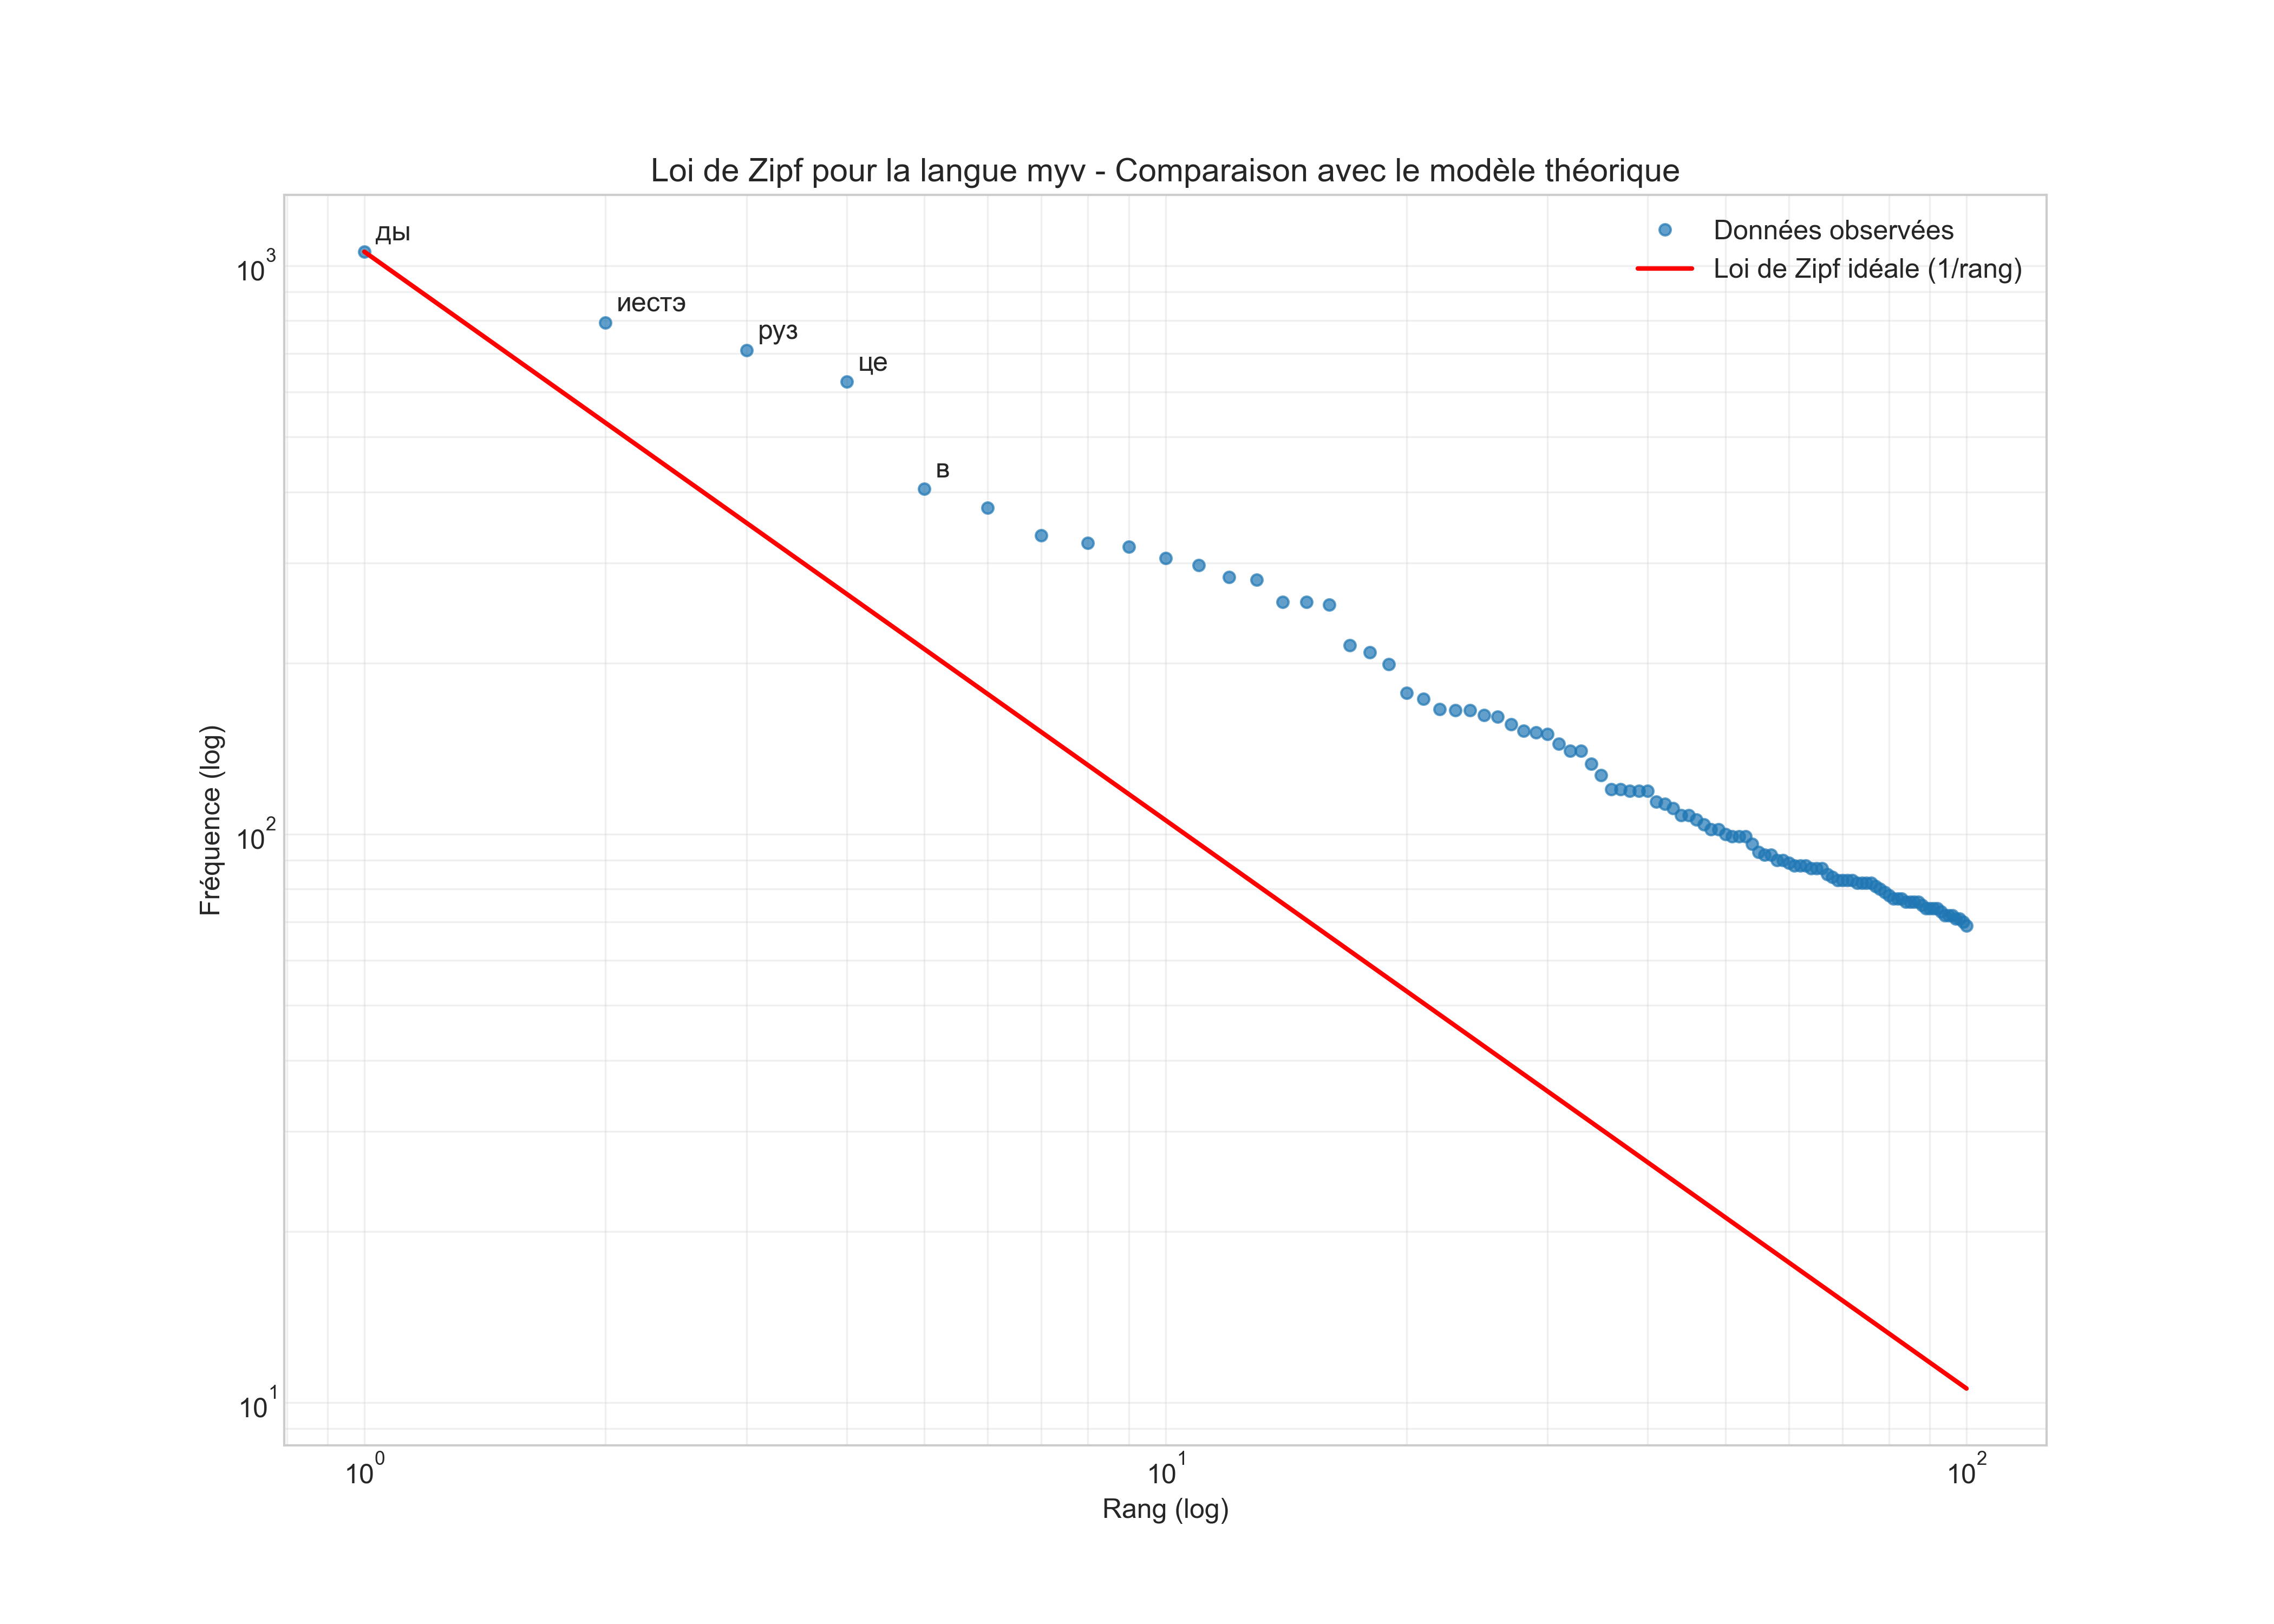 Loi de Zipf pour la langue myv - Comparaison avec le modèle théorique
Données observées
Loi de Zipf idéale (1/rang)
ды
иестэ
руз
це
в
Fréquence (log)
10³
10²
10¹
10⁰ 10¹ 10²
Rang (log)